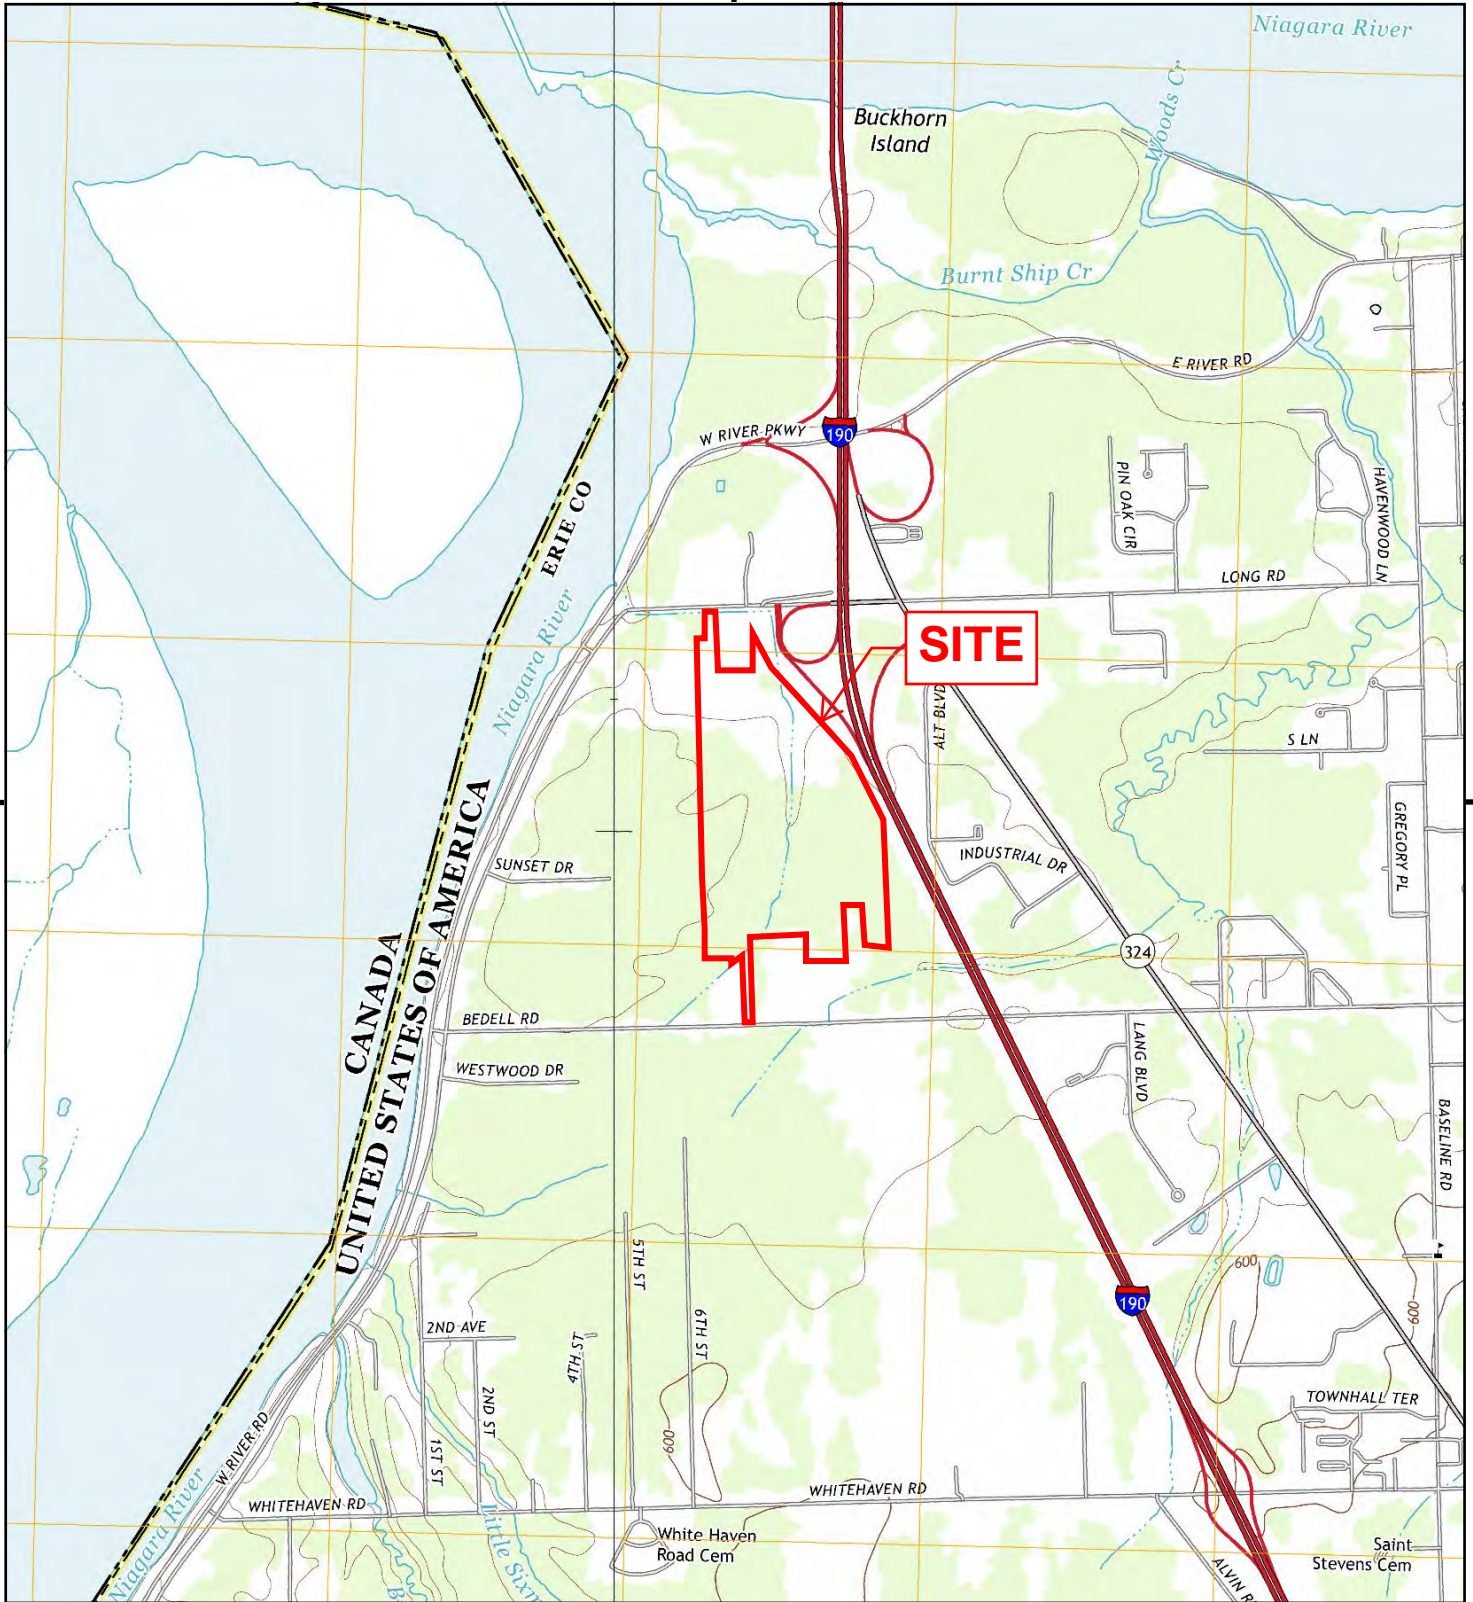 Niagara River
Woods Cr
Buckhorn
Island
Burnt Ship Cr
E RIVER RD
W RIVER PKWY
190
PIN OAK CIR
HAVENWOOD LN
ERIE CO
LONG RD
Niagara River
SITE
ALT BLVD
S LN
GREGORY PL
SUNSET DR
INDUSTRIAL DR
CANADA
UNITED STATES OF AMERICA
324
BEDELL RD
WESTWOOD DR
LANG BLVD
BASELINE RD
5TH ST
600
190
600
6TH ST
2ND AVE
4TH ST
2ND ST
TOWNHALL TER
600
1ST ST
W RIVER RD
WHITEHAVEN RD
WHITEHAVEN RD
Niagara River
Little Sixm
White Haven
Road Cem
Saint
Stevens Cem
ALVIN R
B